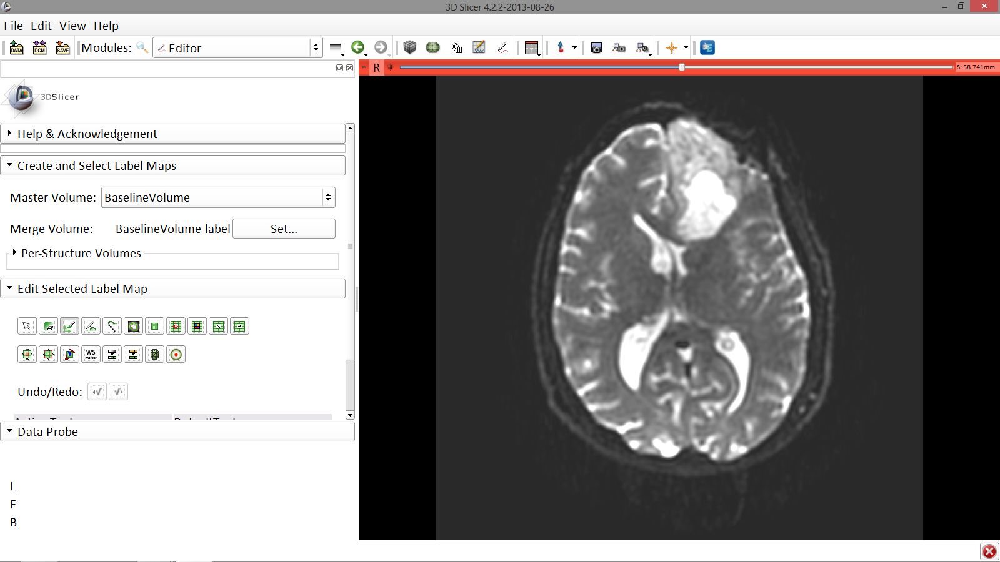 3D Slicer 4.2.2-2013-08-26
File Edit View Help
DATA DCM SAVE Modules: Editor
R S: 58.741mm
3DSlicer
Help & Acknowledgement
Create and Select Label Maps
Master Volume: BaselineVolume
Merge Volume: BaselineVolume-label Set...
Per-Structure Volumes
Edit Selected Label Map
WS
marker
Undo/Redo:
Data Probe
L
F
B